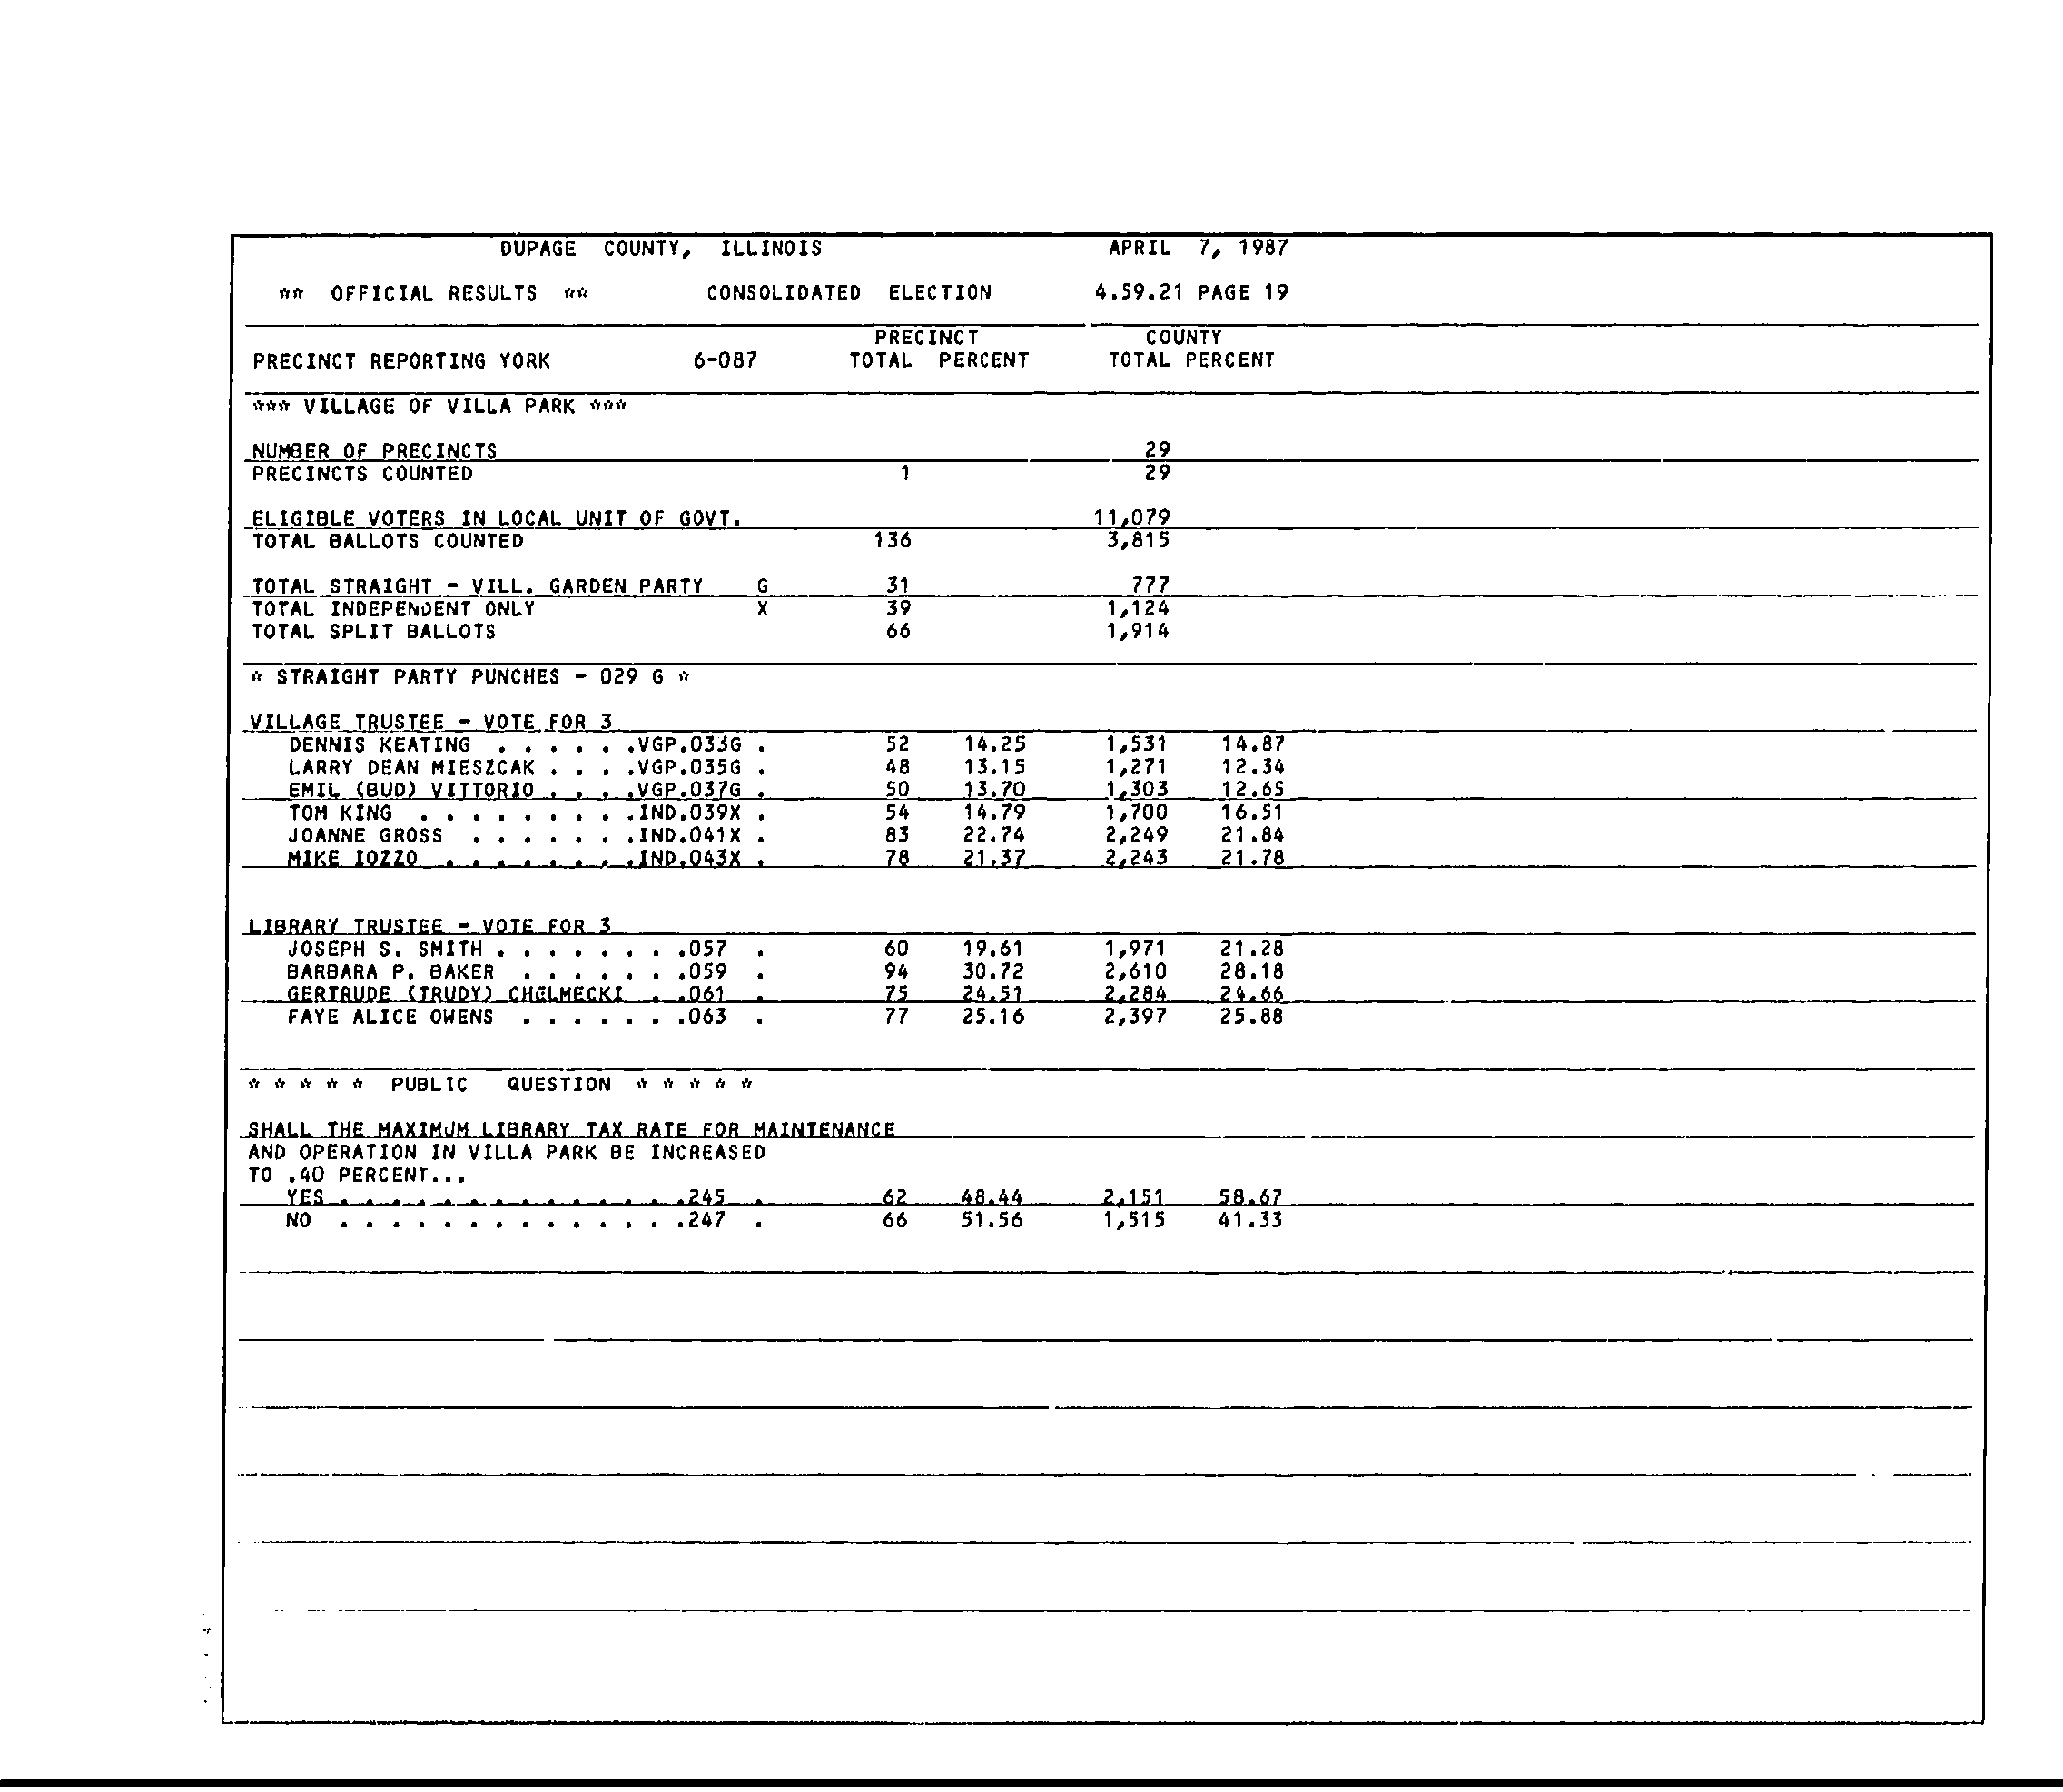 DUPAGE COUNTY, ILLINOIS APRIL 7, 1987
** OFFICIAL RESULTS ** CONSOLIDATED ELECTION 4.59.21 PAGE 19
PRECINCT COUNTY
PRECINCT REPORTING YORK 6-087 TOTAL PERCENT TOTAL PERCENT
*** VILLAGE OF VILLA PARK ***
NUMBER OF PRECINCTS 29
PRECINCTS COUNTED 1 29
ELIGIBLE VOTERS IN LOCAL UNIT OF GOVT. 11,079
TOTAL BALLOTS COUNTED 136 3,815
TOTAL STRAIGHT - VILL. GARDEN PARTY G 31 777
TOTAL INDEPENDENT ONLY X 39 1,124
TOTAL SPLIT BALLOTS 66 1,914
* STRAIGHT PARTY PUNCHES - 029 G *
VILLAGE TRUSTEE - VOTE FOR 3
DENNIS KEATING . . . . . .VGP.033G . 52 14.25 1,531 14.87
LARRY DEAN MIESZCAK . . . .VGP.035G . 48 13.15 1,271 12.34
EMIL (BUD) VITTORIO . . . .VGP.037G . 50 13.70 1,303 12.65
TOM KING . . . . . . . . .IND.039X . 54 14.79 1,700 16.51
JOANNE GROSS . . . . . . .IND.041X . 83 22.74 2,249 21.84
MIKE IOZZO . . . . . . . .IND.043X . 78 21.37 2,243 21.78
LIBRARY TRUSTEE - VOTE FOR 3
JOSEPH S. SMITH . . . . . . . .057 . 60 19.61 1,971 21.28
BARBARA P. BAKER . . . . . . .059 . 94 30.72 2,610 28.18
GERTRUDE (TRUDY) CHELMECKI . .061 . 75 24.51 2,284 24.66
FAYE ALICE OWENS . . . . . . .063 . 77 25.16 2,397 25.88
* * * * * PUBLIC QUESTION * * * * *
SHALL THE MAXIMUM LIBRARY TAX RATE FOR MAINTENANCE
AND OPERATION IN VILLA PARK BE INCREASED
TO .40 PERCENT...
YES . . . . . . . . . . . . . .245 . 62 48.44 2,151 58.67
NO . . . . . . . . . . . . . .247 . 66 51.56 1,515 41.33